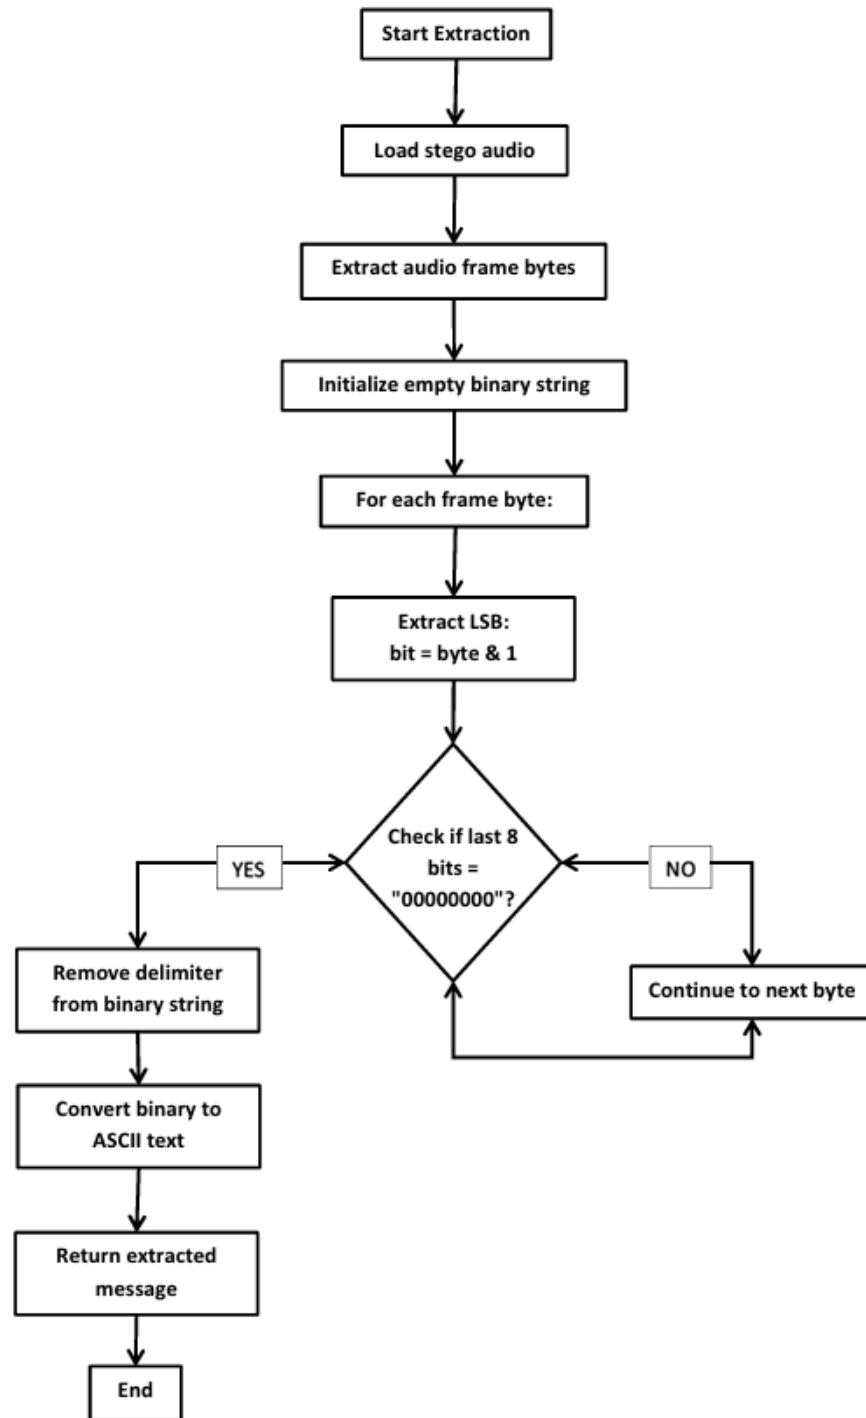 Start Extraction
Load stego audio
Extract audio frame bytes
Initialize empty binary string
For each frame byte:
Extract LSB:
bit = byte & 1
Check if last 8
bits =
"00000000"?
YES
NO
Remove delimiter
from binary string
Continue to next byte
Convert binary to
ASCII text
Return extracted
message
End